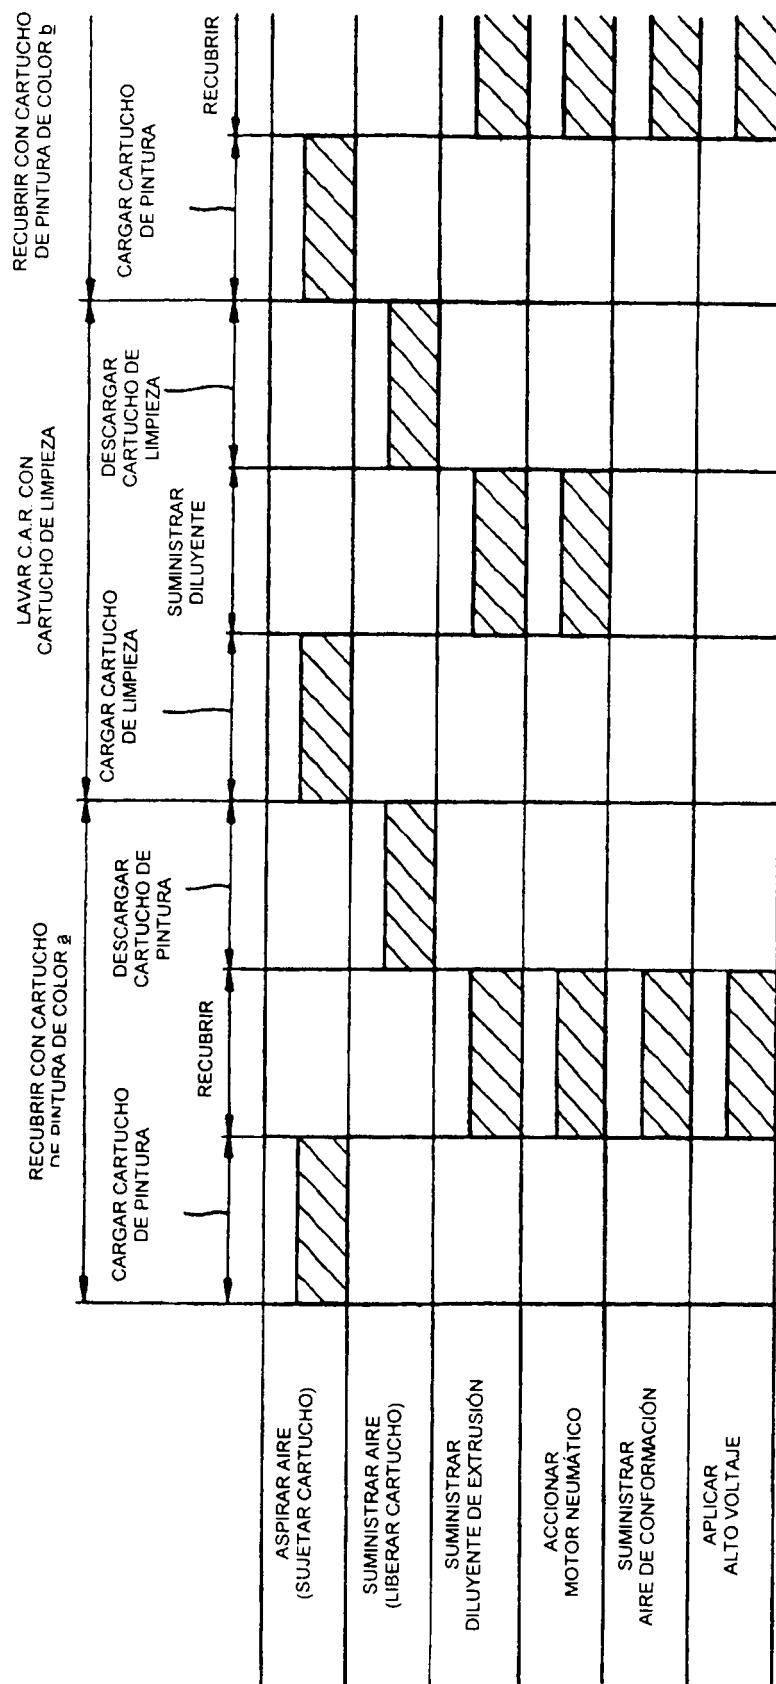 RECUBRIR CON CARTUCHO
DE PINTURA DE COLOR a
LAVAR C.A.R. CON
CARTUCHO DE LIMPIEZA
RECUBRIR CON CARTUCHO
DE PINTURA DE COLOR b
CARGAR CARTUCHO
DE PINTURA
RECUBRIR
DESCARGAR
CARTUCHO DE
PINTURA
CARGAR CARTUCHO
DE LIMPIEZA
SUMINISTRAR
DILUYENTE
DESCARGAR
CARTUCHO DE
LIMPIEZA
CARGAR CARTUCHO
DE PINTURA
RECUBRIR
ASPIRAR AIRE
(SUJETAR CARTUCHO)
SUMINISTRAR AIRE
(LIBERAR CARTUCHO)
SUMINISTRAR
DILUYENTE DE EXTRUSIÓN
ACCIONAR
MOTOR NEUMÁTICO
SUMINISTRAR
AIRE DE CONFORMACIÓN
APLICAR
ALTO VOLTAJE